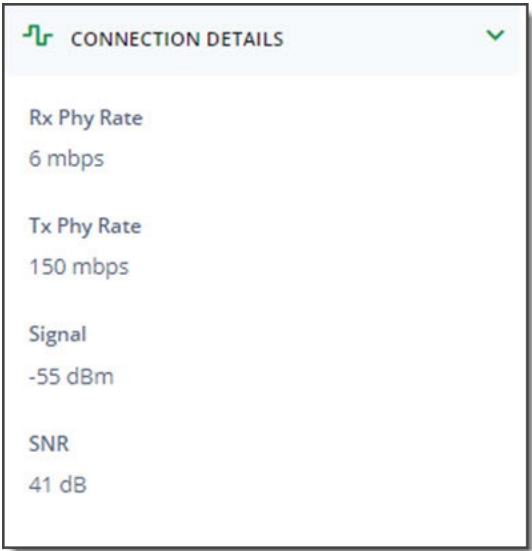 CONNECTION DETAILS
Rx Phy Rate
6 mbps
Tx Phy Rate
150 mbps
Signal
-55 dBm
SNR
41 dB